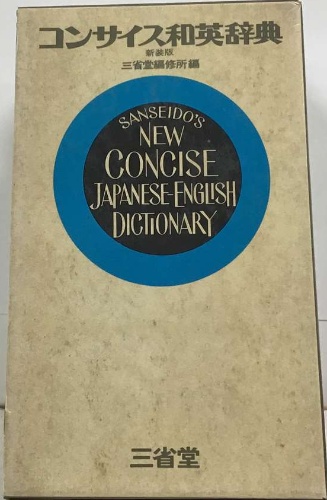 コンサイス和英辞典
新装版
三省堂編修所編
SANSEIDO'S
NEW
CONCISE
JAPANESE-ENGLISH
DICTIONARY
三省堂